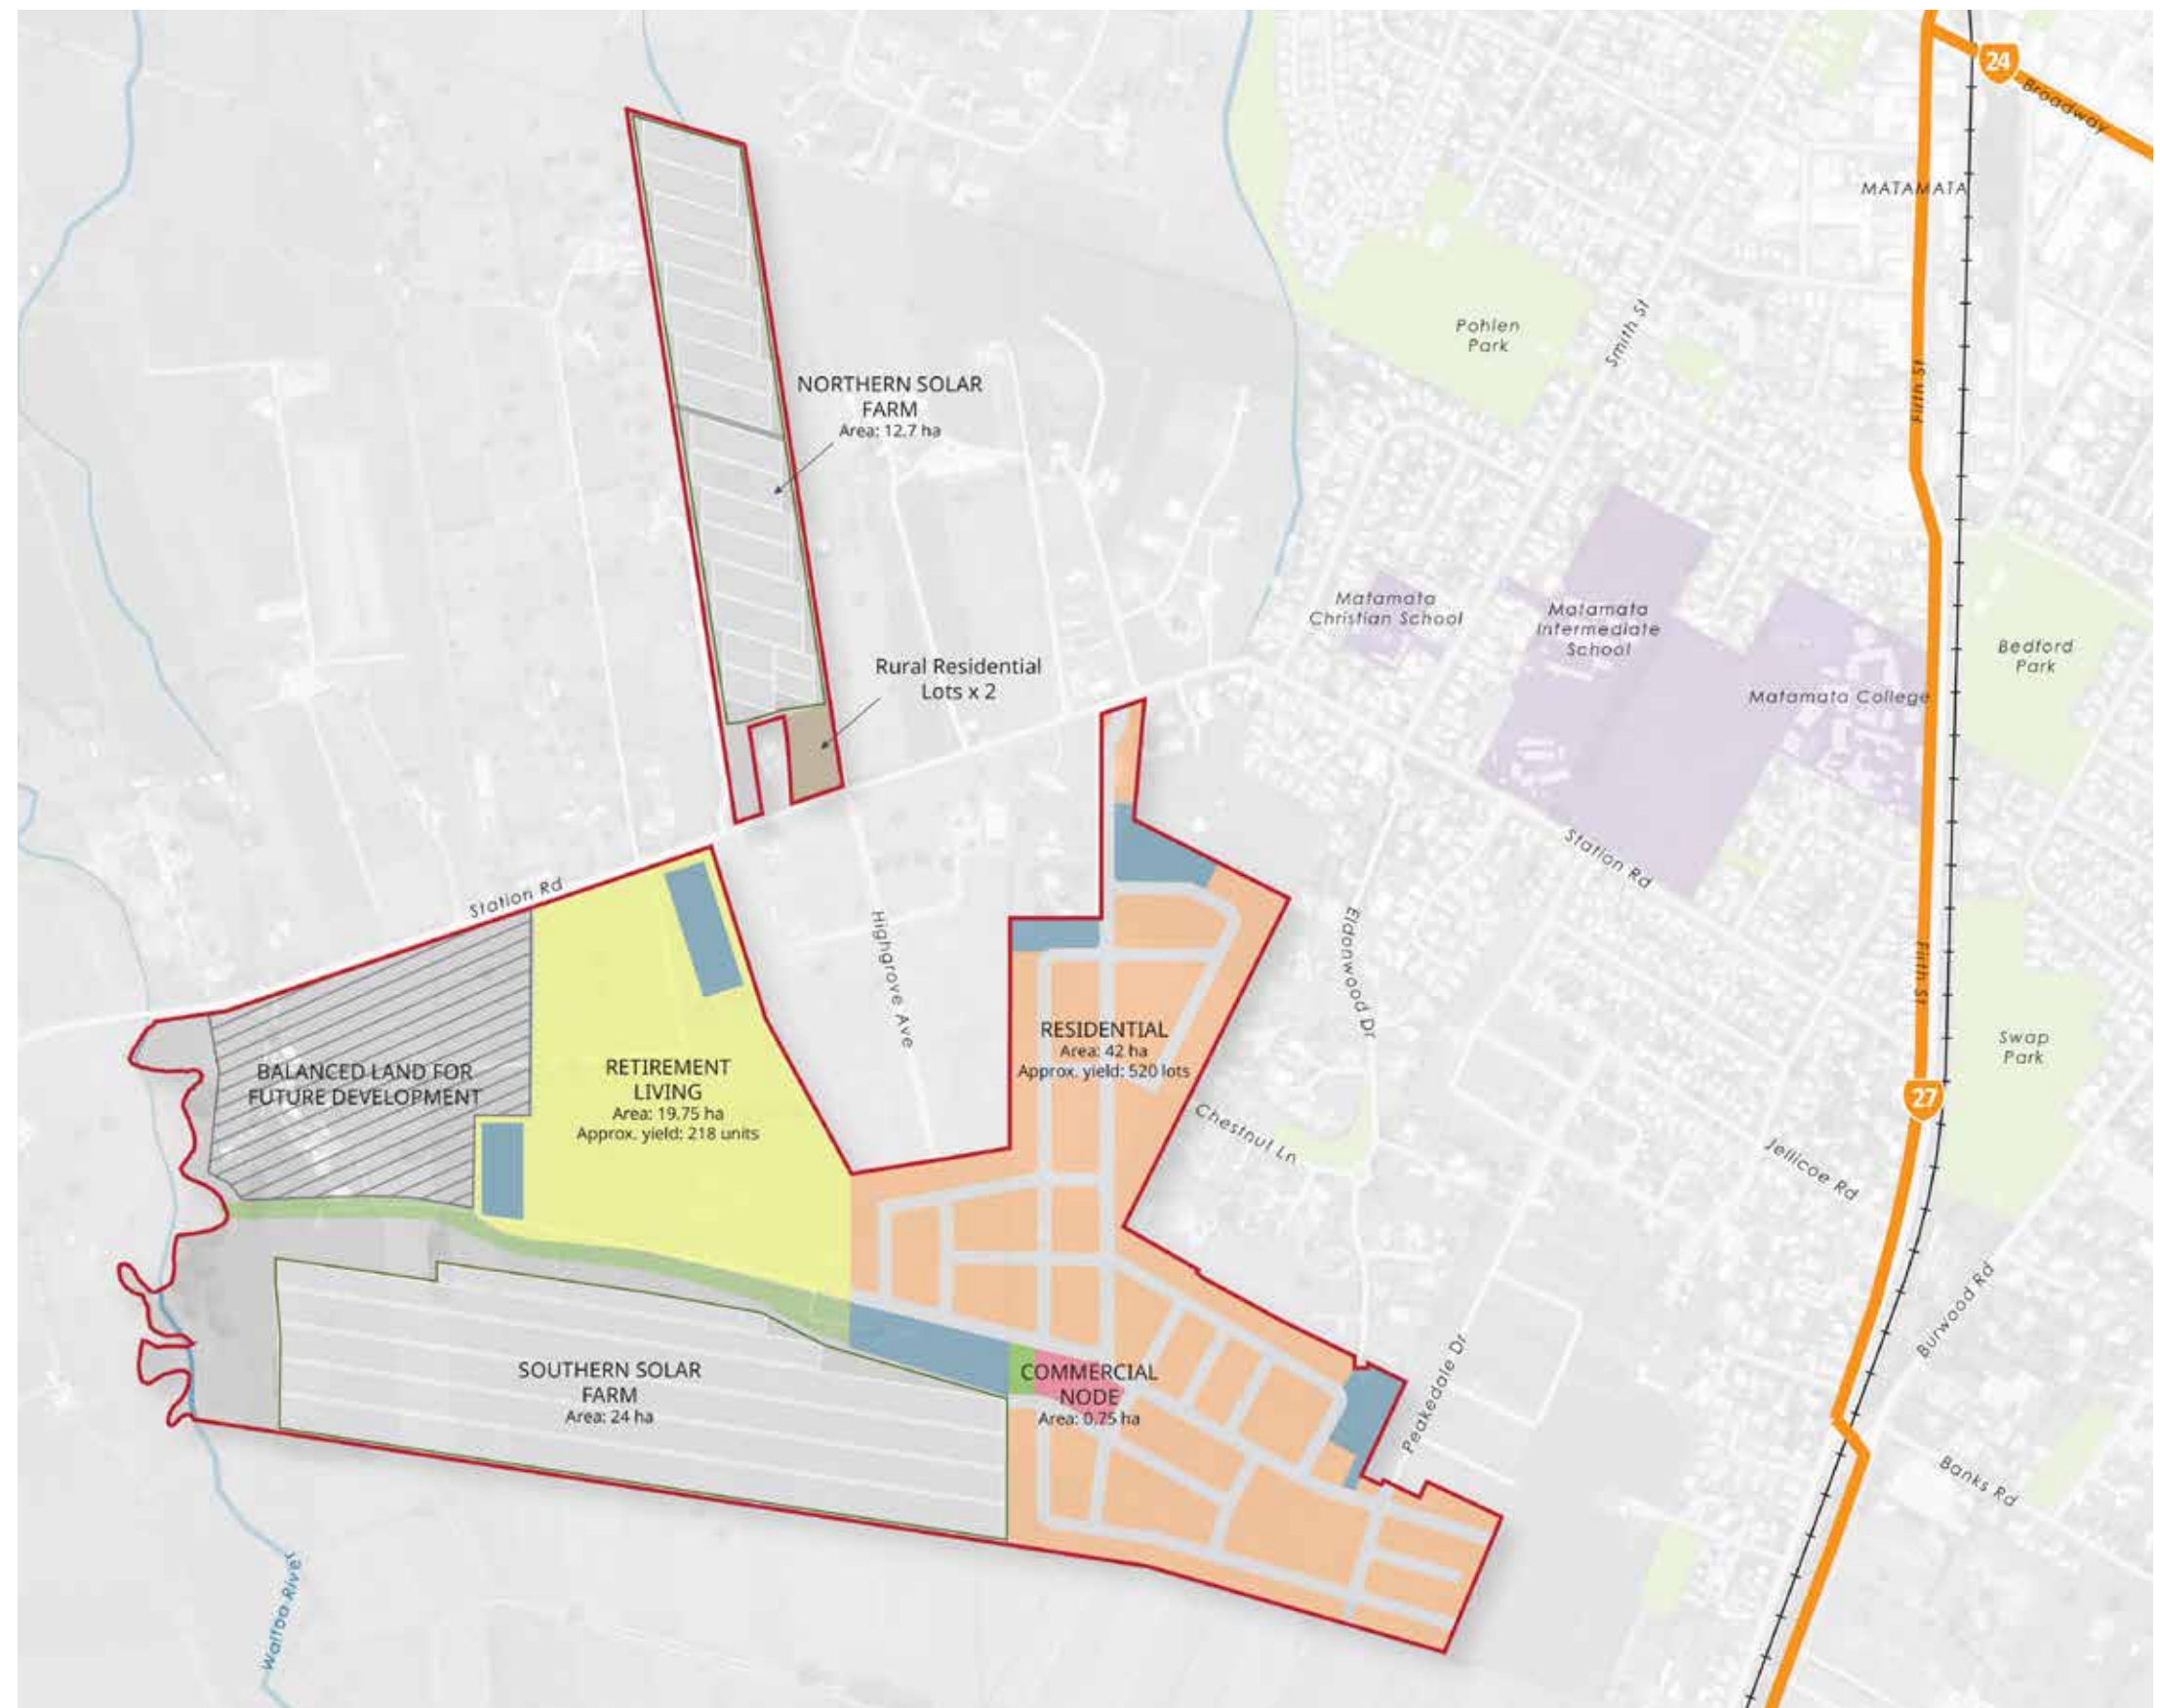 24
Broadway
MATAMATA
Pohlen
Park
Smith St
Fifth St
NORTHERN SOLAR
FARM
Area: 12.7 ha
Matamata
Christian School
Matamata
Intermediate
School
Bedford
Park
Matamata College
Rural Residential
Lots x 2
Station Rd
Station Rd
Highgrove Ave
Eldonwood Dr
Fifth St
RESIDENTIAL
Area: 42 ha
Approx. yield: 520 lots
Swap
Park
BALANCED LAND FOR
FUTURE DEVELOPMENT
RETIREMENT
LIVING
Area: 19.75 ha
Approx. yield: 218 units
27
Chestnut Ln
Jellicoe Rd
Burwood Rd
SOUTHERN SOLAR
FARM
Area: 24 ha
COMMERCIAL
NODE
Area: 0.75 ha
Peakedale Dr
Banks Rd
Waitoa River